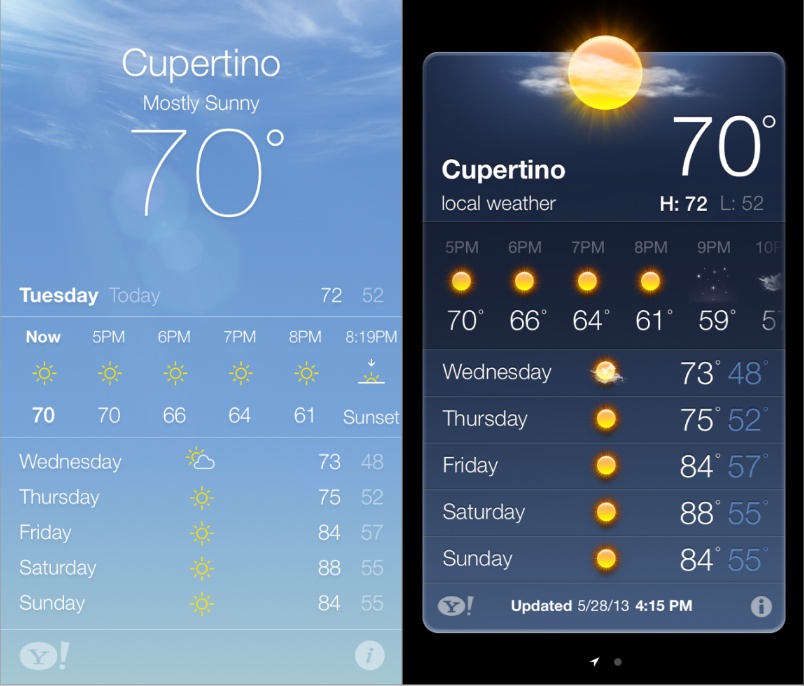 Cupertino
Mostly Sunny
70°
Tuesday Today 72 52
Now 5PM 6PM 7PM 8PM 8:19PM
70 70 66 64 61 Sunset
Wednesday 73 48
Thursday 75 52
Friday 84 57
Saturday 88 55
Sunday 84 55
Y! i
70°
Cupertino
local weather H: 72 L: 52
5PM 6PM 7PM 8PM 9PM
70° 66° 64° 61° 59°
Wednesday 73° 48°
Thursday 75° 52°
Friday 84° 57°
Saturday 88° 55°
Sunday 84° 55°
Y! Updated 5/28/13 4:15 PM i